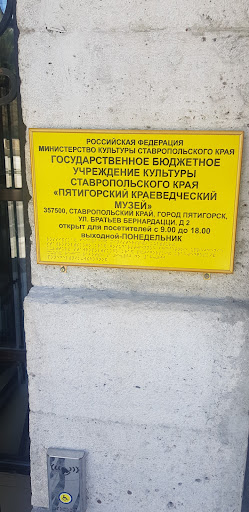 РОССИЙСКАЯ ФЕДЕРАЦИЯ
МИНИСТЕРСТВО КУЛЬТУРЫ СТАВРОПОЛЬСКОГО КРАЯ
ГОСУДАРСТВЕННОЕ БЮДЖЕТНОЕ
УЧРЕЖДЕНИЕ КУЛЬТУРЫ
СТАВРОПОЛЬСКОГО КРАЯ
«ПЯТИГОРСКИЙ КРАЕВЕДЧЕСКИЙ
МУЗЕЙ»
357500, СТАВРОПОЛЬСКИЙ КРАЙ, ГОРОД ПЯТИГОРСК,
УЛ. БРАТЬЕВ БЕРНАРДАЦЦИ, Д 2
открыт для посетителей с 9.00 до 18.00
выходной-ПОНЕДЕЛЬНИК